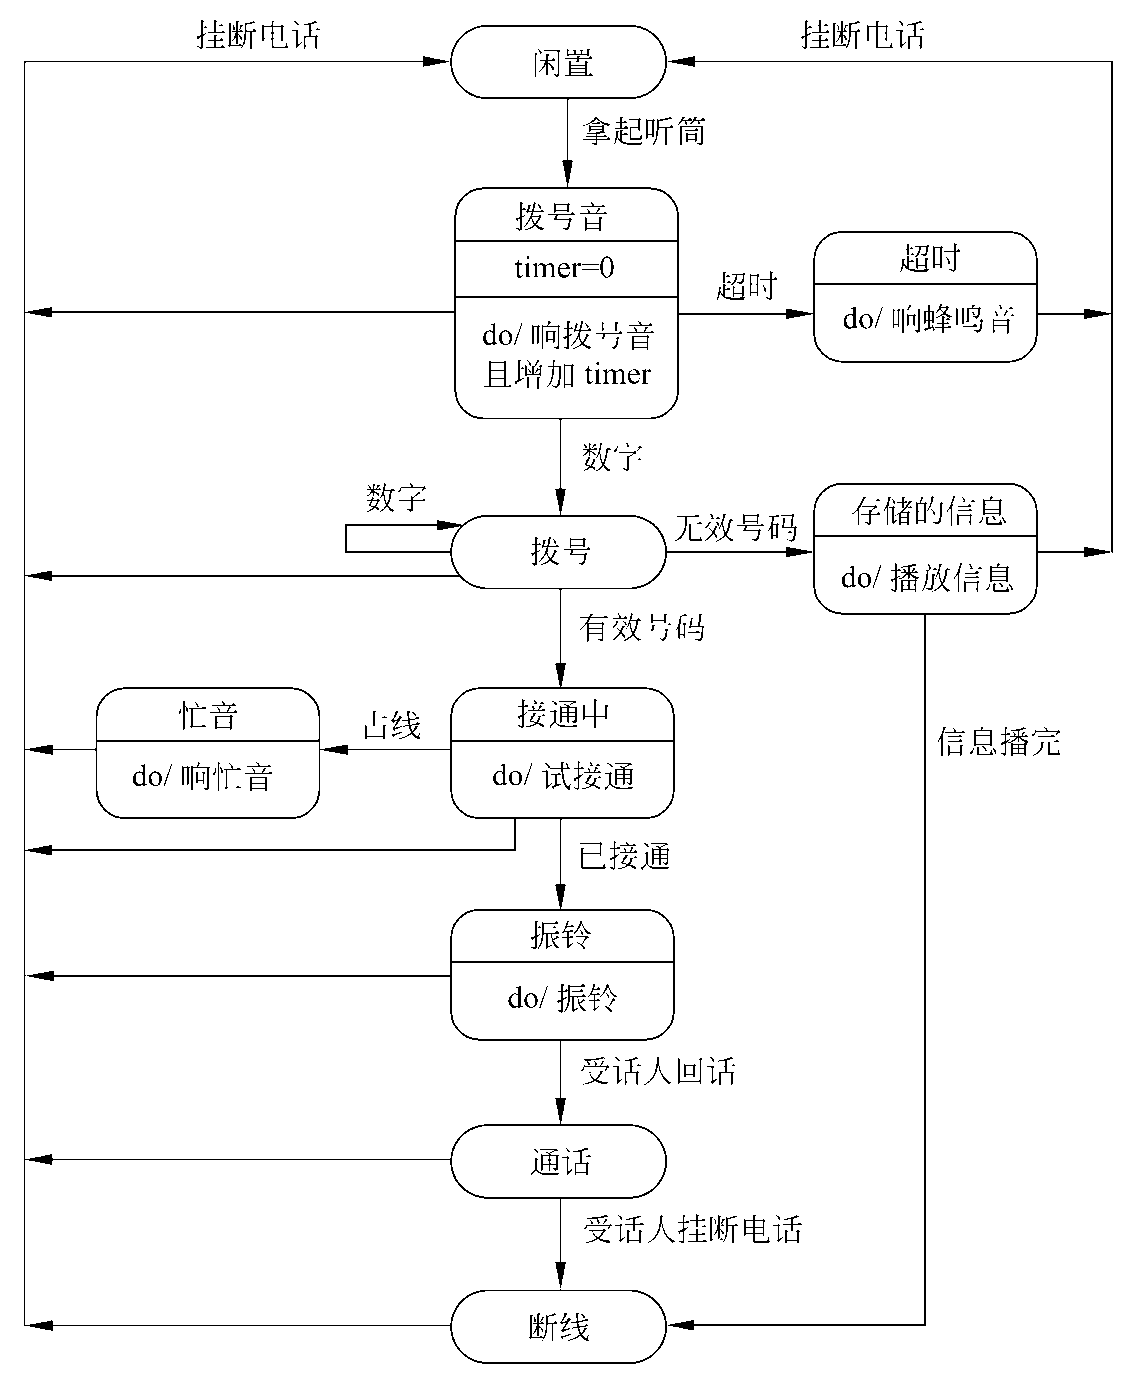 挂断电话
闲置
挂断电话
拿起听筒
拨号音
timer=0
do/ 响拨号音
且增加 timer
超时
超时
do/ 响蜂鸣音
数字
数字
拨号
无效号码
存储的信息
do/ 播放信息
有效号码
忙音
do/ 响忙音
占线
接通中
do/ 试接通
信息播完
已接通
振铃
do/ 振铃
受话人回话
通话
受话人挂断电话
断线